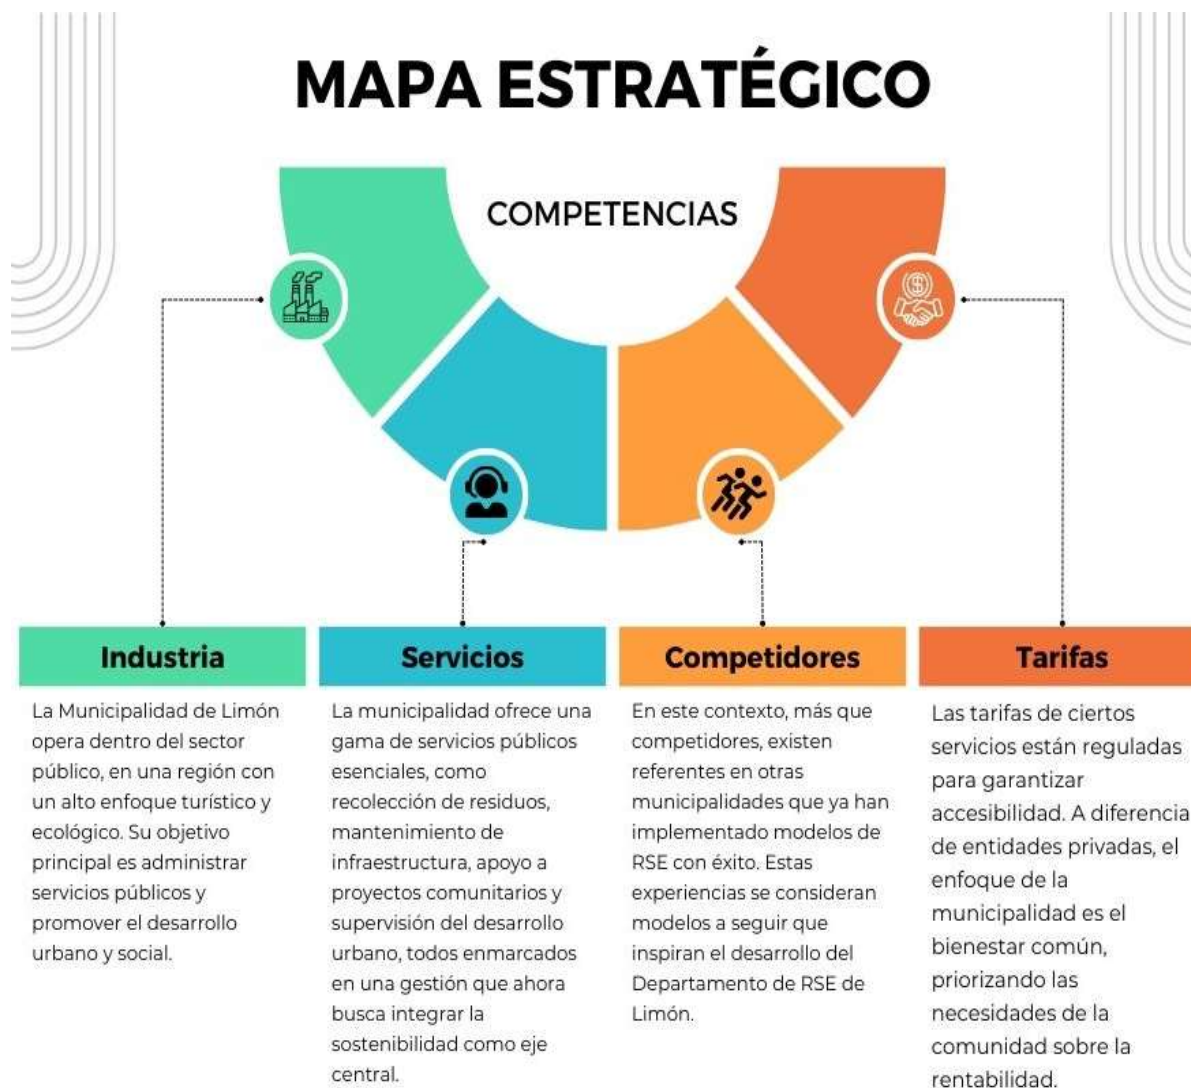 MAPA ESTRATÉGICO
COMPETENCIAS
Industria
La Municipalidad de Limón
opera dentro del sector
público, en una región con
un alto enfoque turístico y
ecológico. Su objetivo
principal es administrar
servicios públicos y
promover el desarrollo
urbano y social.
Servicios
La municipalidad ofrece una
gama de servicios públicos
esenciales, como
recolección de residuos,
mantenimiento de
infraestructura, apoyo a
proyectos comunitarios y
supervisión del desarrollo
urbano, todos enmarcados
en una gestión que ahora
busca integrar la
sostenibilidad como eje
central.
Competidores
En este contexto, más que
competidores, existen
referentes en otras
municipalidades que ya han
implementado modelos de
RSE con éxito. Estas
experiencias se consideran
modelos a seguir que
inspiran el desarrollo del
Departamento de RSE de
Limón.
Tarifas
Las tarifas de ciertos
servicios están reguladas
para garantizar
accesibilidad. A diferencia
de entidades privadas, el
enfoque de la
municipalidad es el
bienestar común,
priorizando las
necesidades de la
comunidad sobre la
rentabilidad.